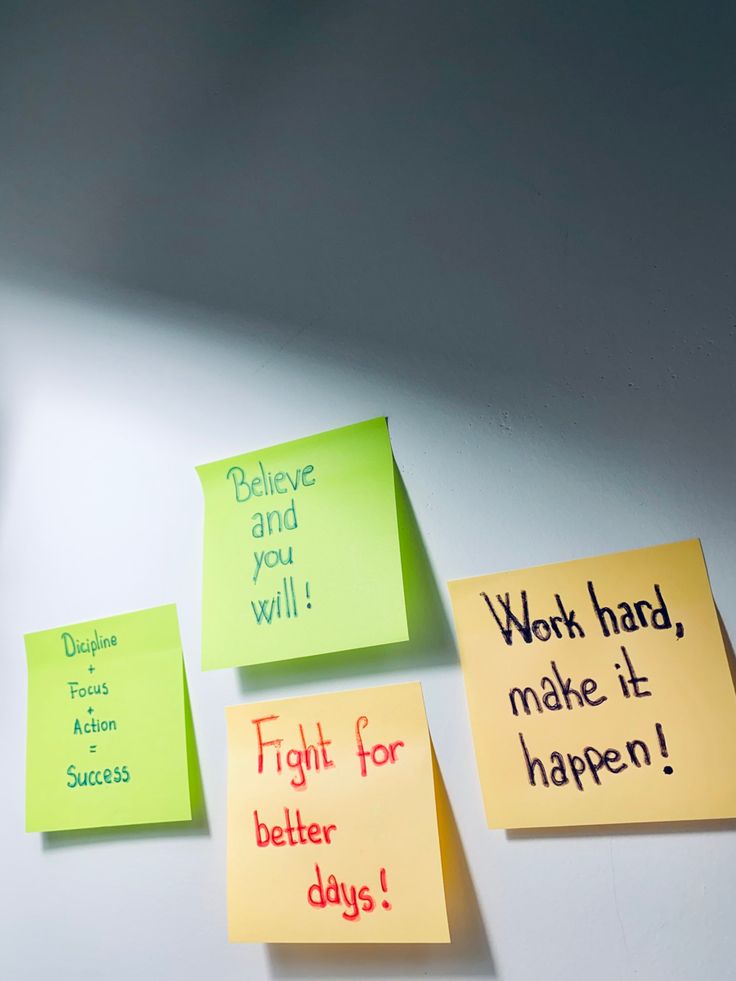 Believe
and
you
will!
Dicipline
+
Focus
+
Action
=
Success
Fight for
better
days!
Work hard,
make it
happen!